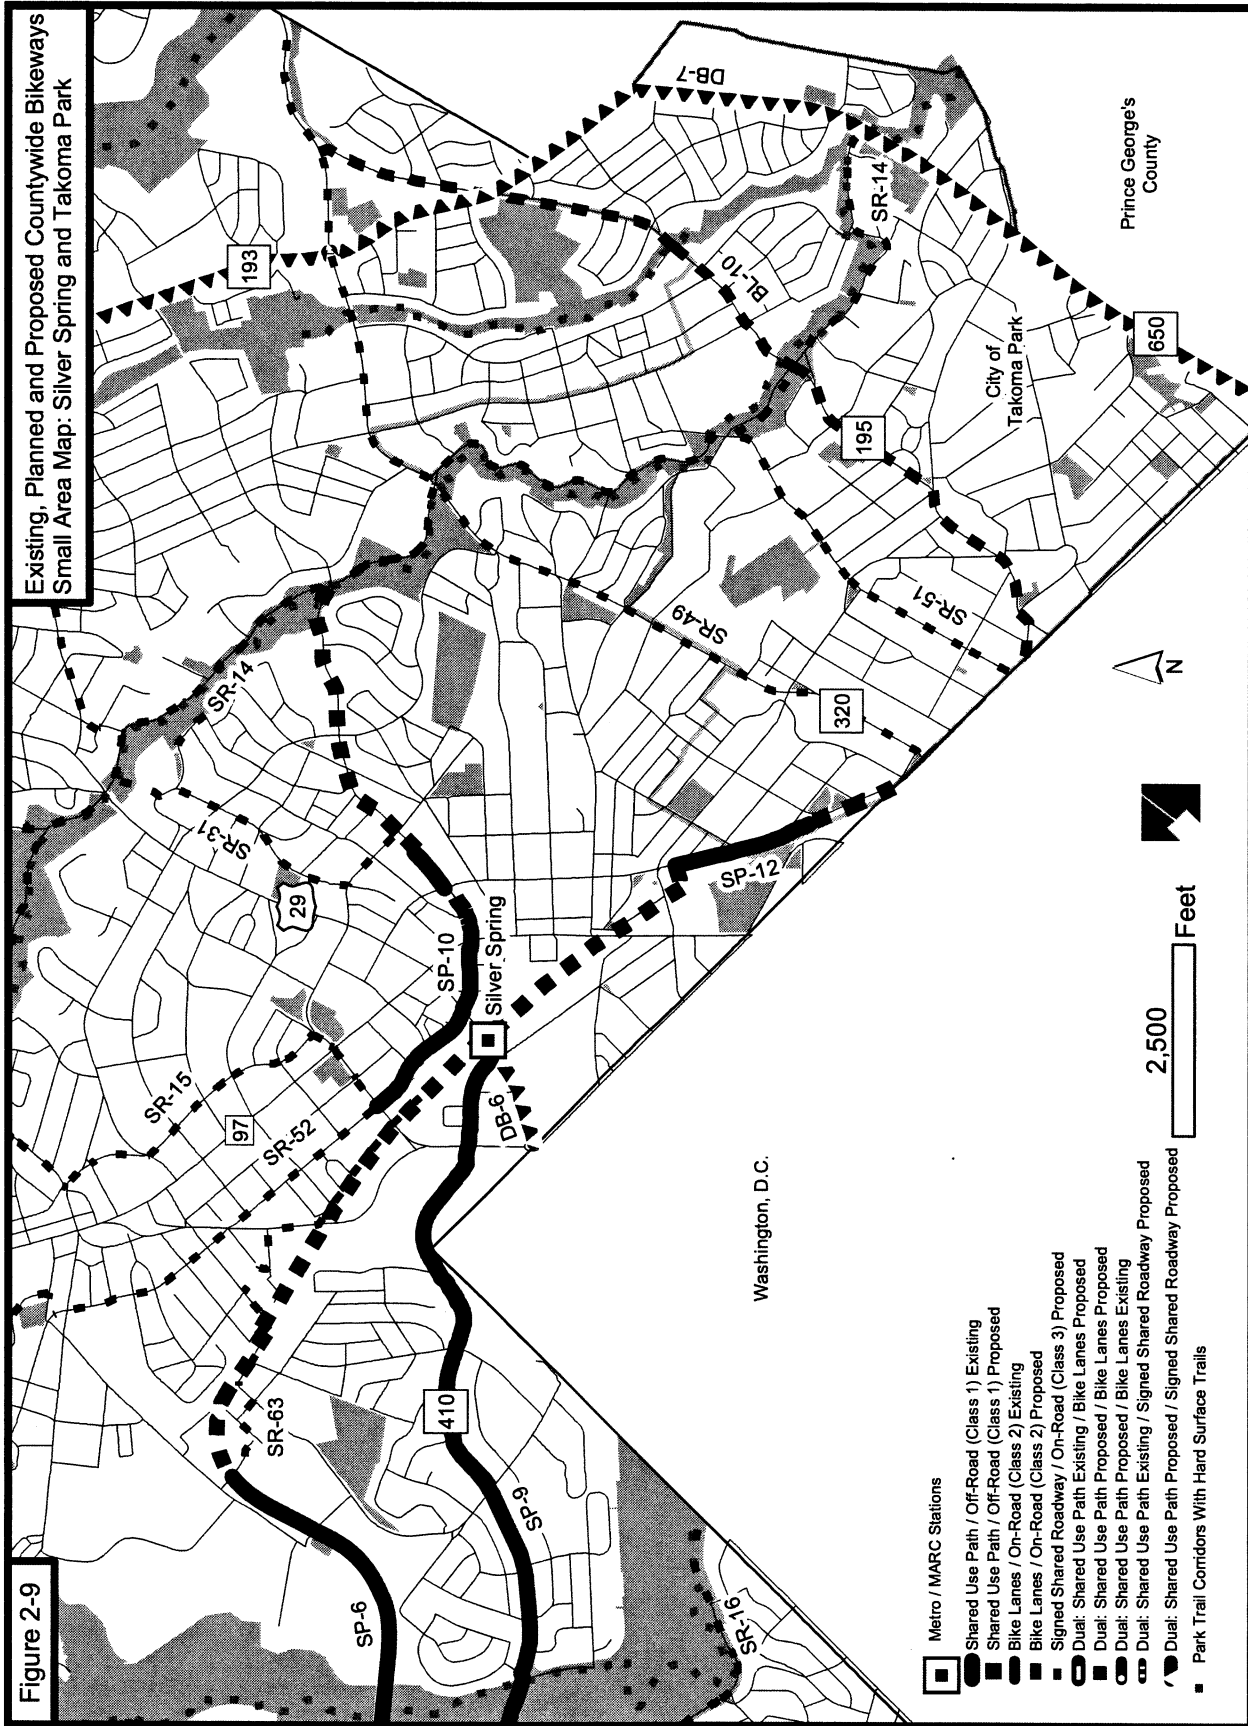 Figure 2-9
Existing, Planned and Proposed Countywide Bikeways
Small Area Map: Silver Spring and Takoma Park
193
DB-7
SR-14
SR-14
SR-31
29
SR-15
97
SR-52
SR-63
SP-6
SP-10
Silver Spring
DB-6
410
SP-9
SP-12
SR-49
320
SR-51
195
BL-10
SR-16
650
City of
Takoma Park
Prince George's
County
Washington, D.C.
N
2,500
Feet
Metro / MARC Stations
Shared Use Path / Off-Road (Class 1) Existing
Shared Use Path / Off-Road (Class 1) Proposed
Bike Lanes / On-Road (Class 2) Existing
Bike Lanes / On-Road (Class 2) Proposed
Signed Shared Roadway / On-Road (Class 3) Proposed
Dual: Shared Use Path Existing / Bike Lanes Proposed
Dual: Shared Use Path Proposed / Bike Lanes Proposed
Dual: Shared Use Path Proposed / Bike Lanes Existing
Dual: Shared Use Path Existing / Signed Shared Roadway Proposed
Dual: Shared Use Path Proposed / Signed Shared Roadway Proposed
Park Trail Corridors With Hard Surface Trails